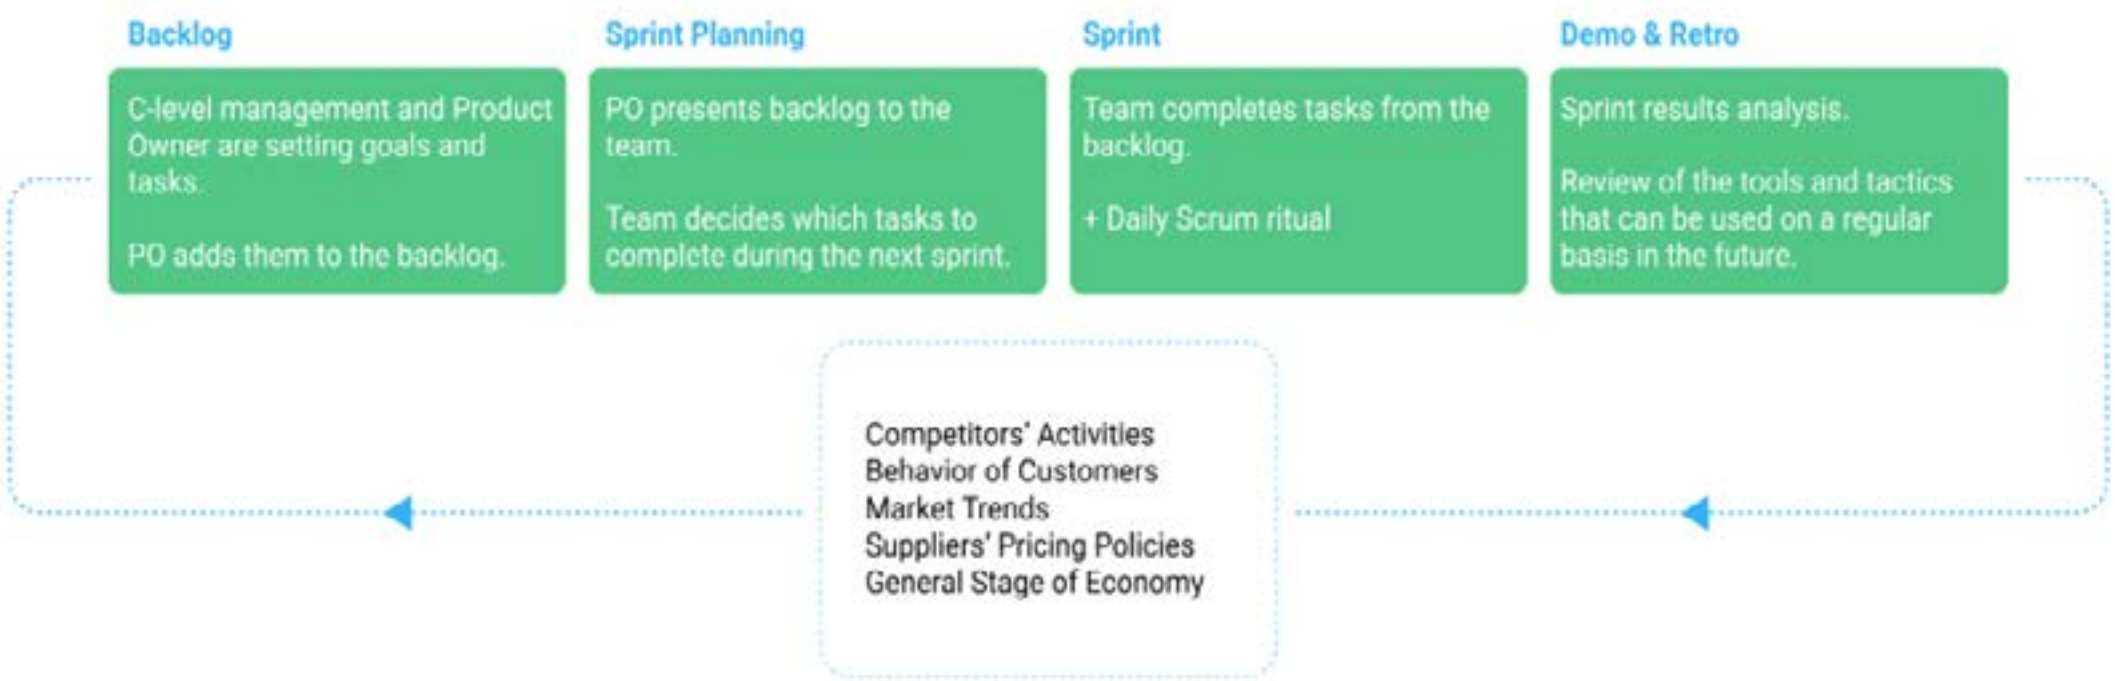 Backlog
C-level management and Product
Owner are setting goals and
tasks.
PO adds them to the backlog.
Sprint Planning
PO presents backlog to the
team.
Team decides which tasks to
complete during the next sprint.
Sprint
Team completes tasks from the
backlog.
+ Daily Scrum ritual
Demo & Retro
Sprint results analysis.
Review of the tools and tactics
that can be used on a regular
basis in the future.
Competitors' Activities
Behavior of Customers
Market Trends
Suppliers' Pricing Policies
General Stage of Economy